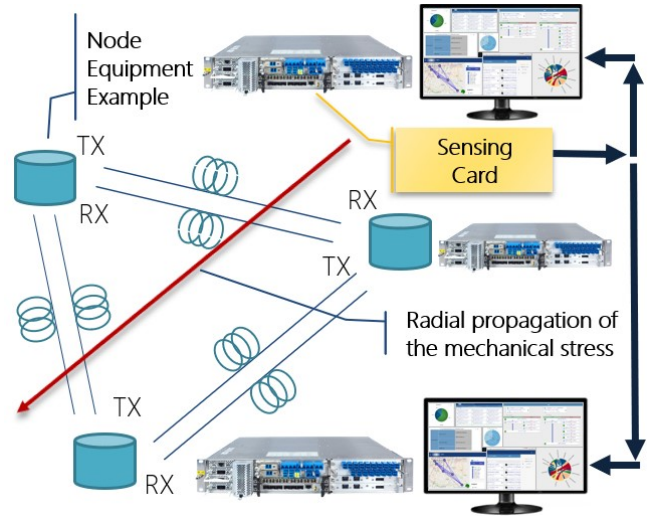 Node
Equipment
Example
TX
RX
Sensing
Card
RX
TX
Radial propagation of
the mechanical stress
TX
RX